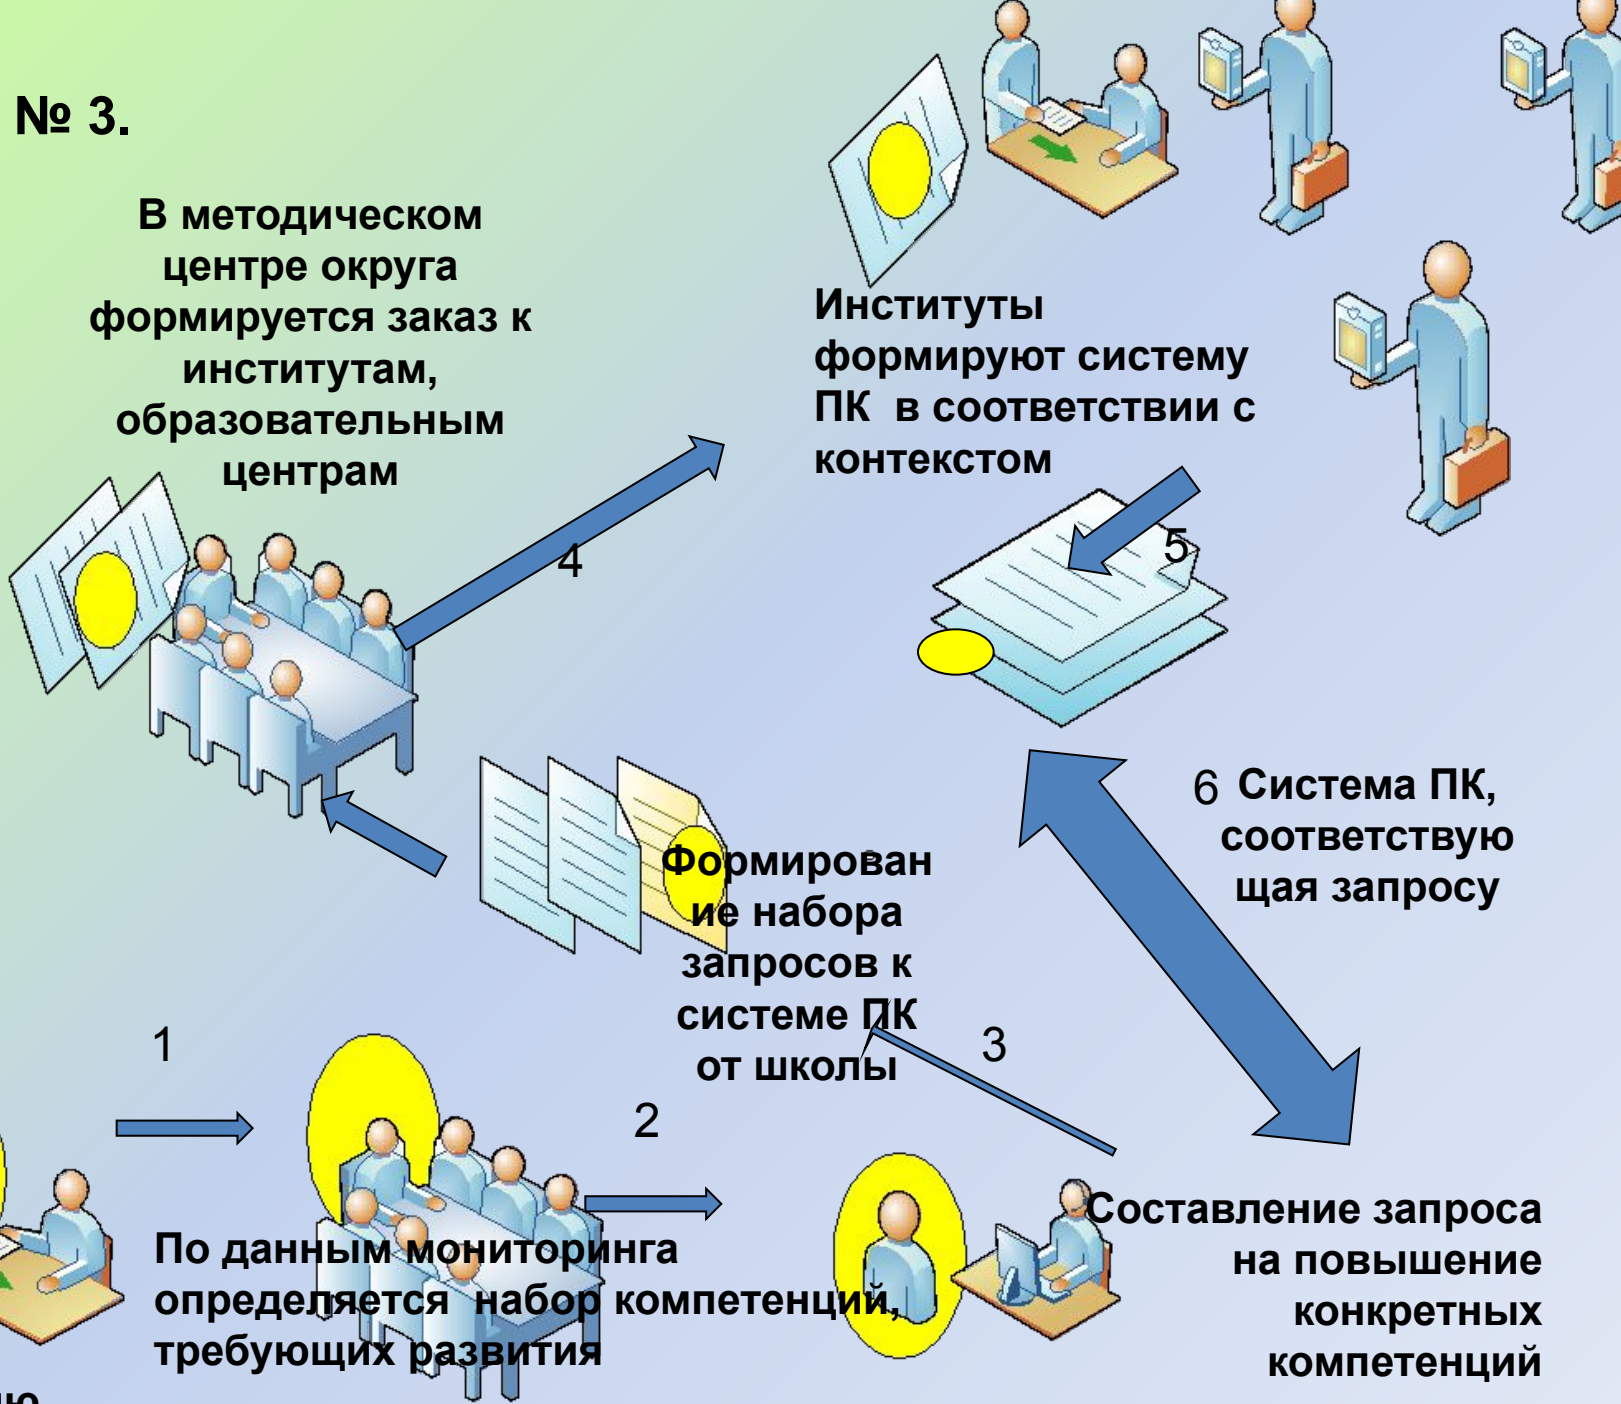 № 3.
В методическом
центре округа
формируется заказ к
институтам,
образовательным
центрам
Институты
формируют систему
ПК в соответствии с
контекстом
4
5
6 Система ПК,
соответствую
щая запросу
Формирован
ие набора
запросов к
системе ПК
от школы
1
2
3
По данным мониторинга
определяется набор компетенций,
требующих развития
Составление запроса
на повышение
конкретных
компетенций